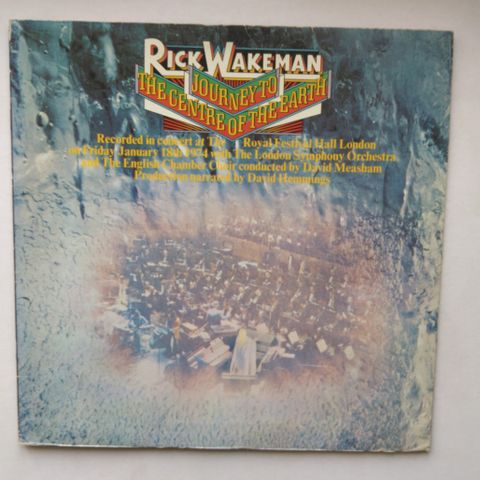 RICK WAKEMAN
JOURNEY TO
THE CENTRE OF THE EARTH
Recorded in concert at The Royal Festival Hall London
on Friday January 18th 1974 with The London Symphony Orchestra
and The English Chamber Choir conducted by David Measham
Production narrated by David Hemmings